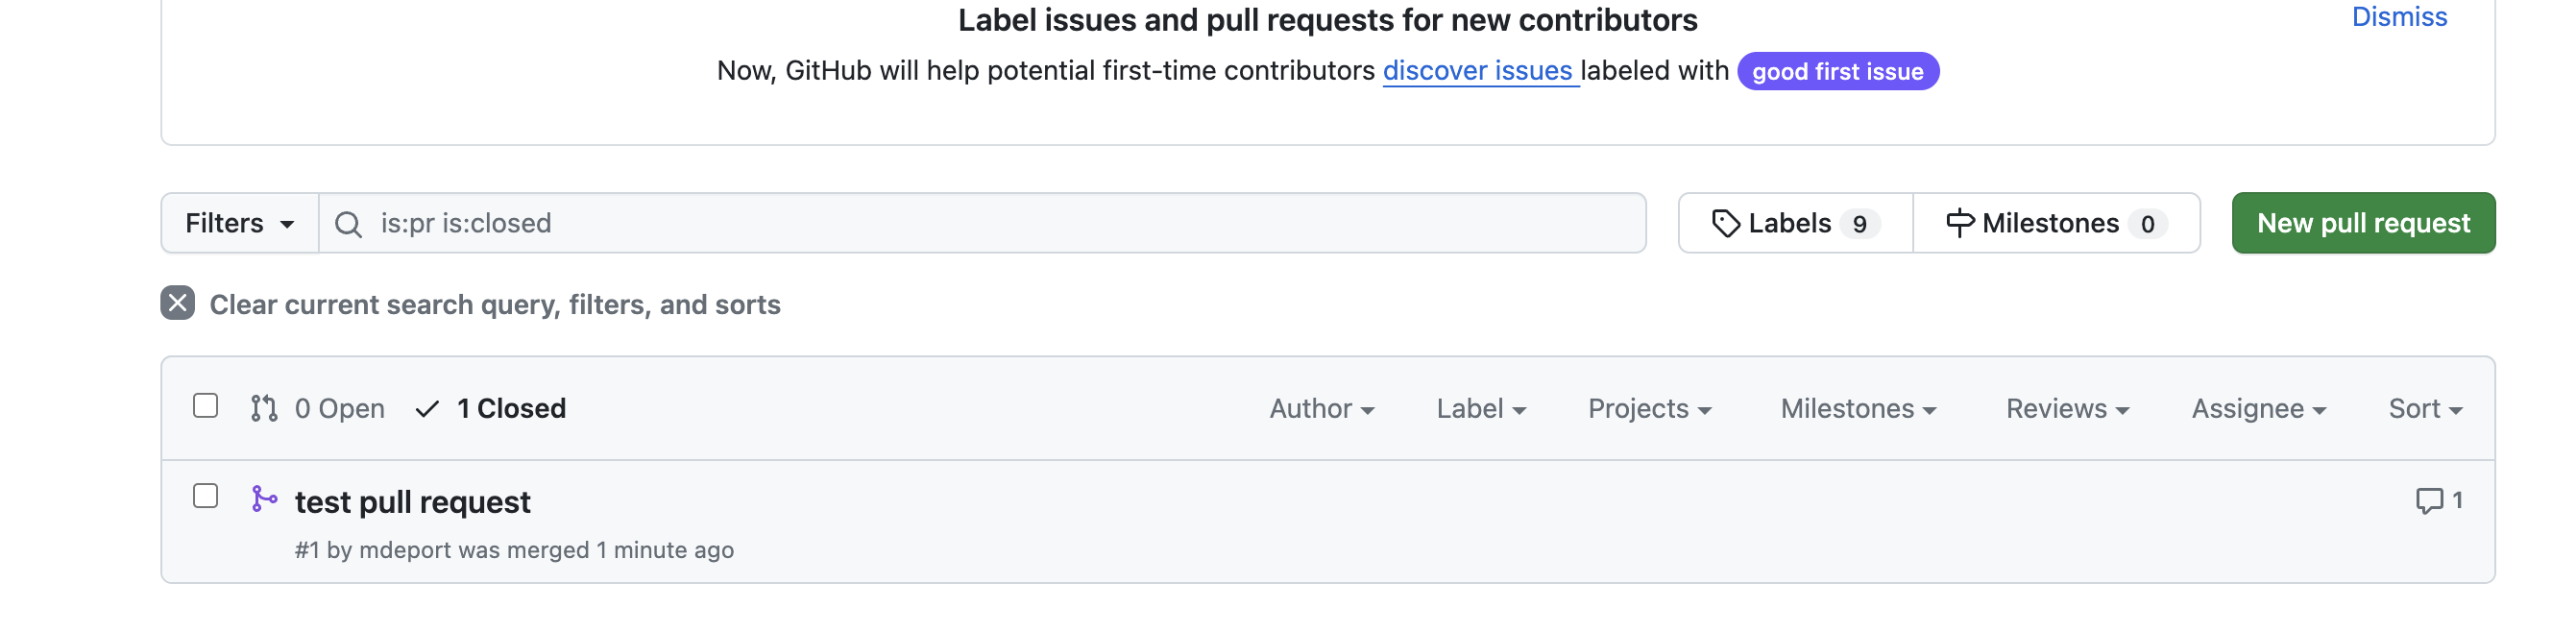 Label issues and pull requests for new contributors
Dismiss
Now, GitHub will help potential first-time contributors discover issues labeled with good first issue
Filters
is:pr is:closed
Labels 9
Milestones 0
New pull request
Clear current search query, filters, and sorts
0 Open
1 Closed
Author
Label
Projects
Milestones
Reviews
Assignee
Sort
test pull request
1
#1 by mdeport was merged 1 minute ago